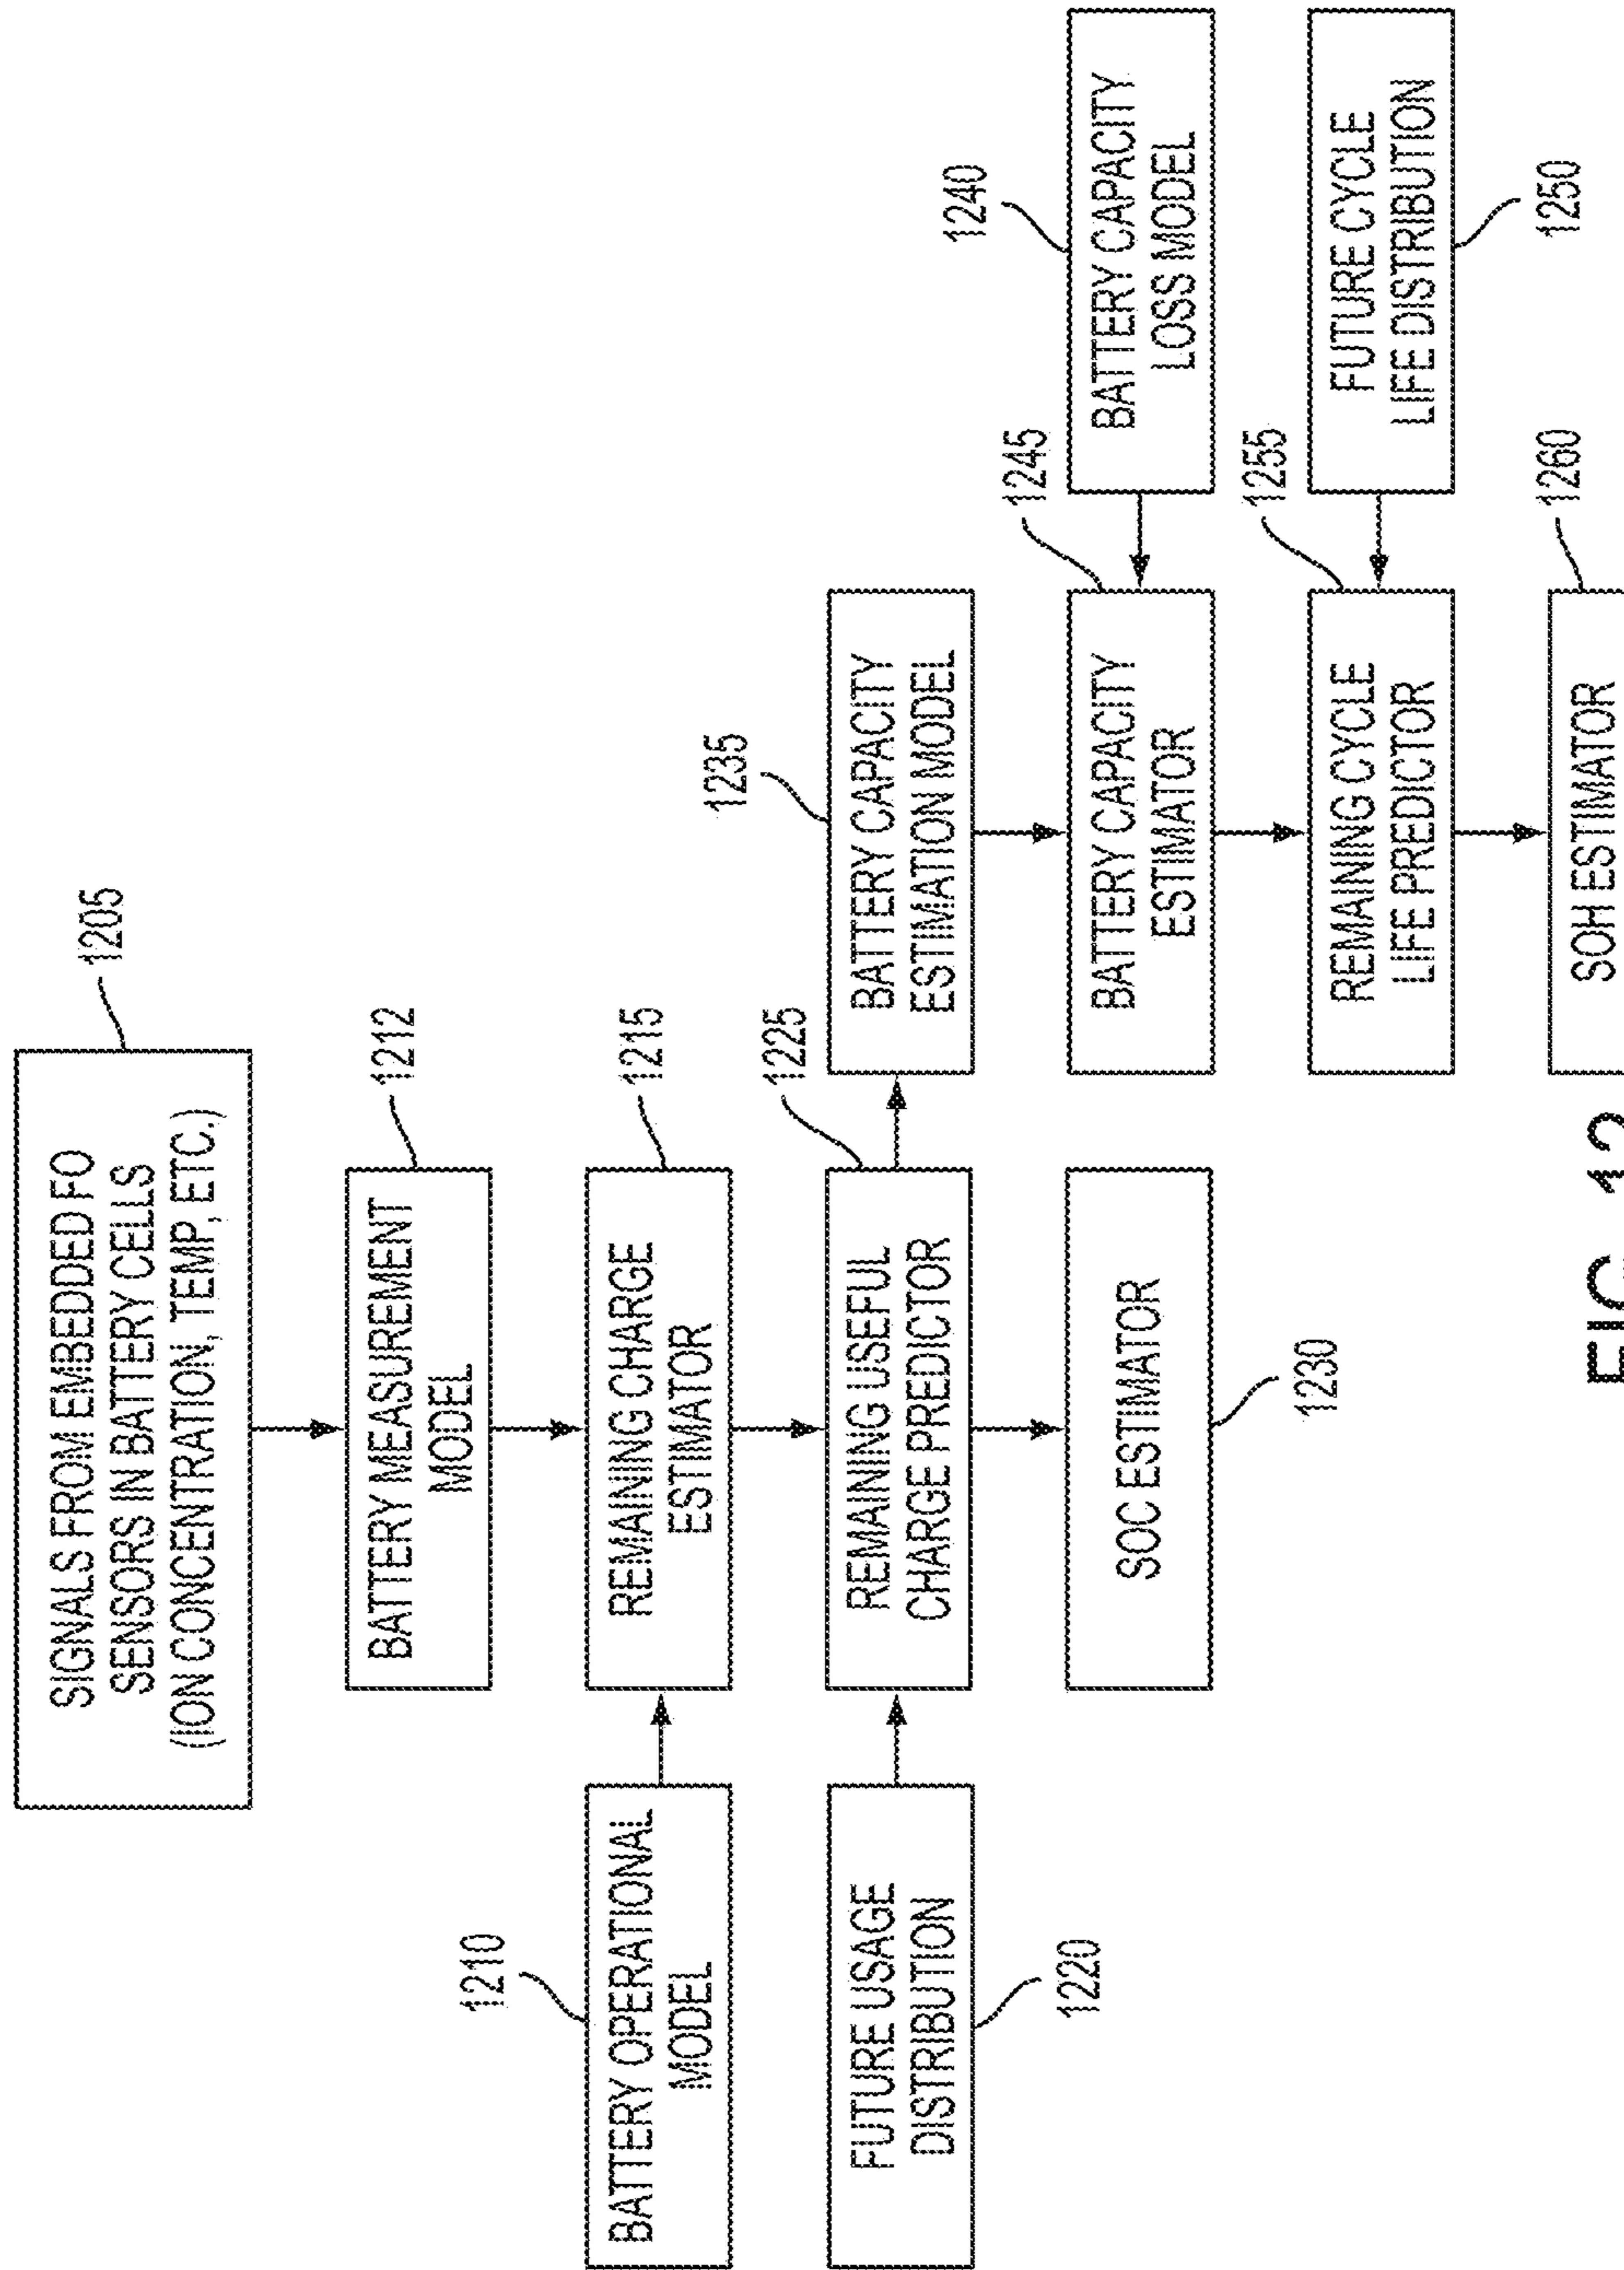 SIGNALS FROM EMBEDDED FO
SENSORS IN BATTERY CELLS
(ION CONCENTRATION, TEMP, ETC.)
1205
BATTERY MEASUREMENT
MODEL
1212
1210
BATTERY OPERATIONAL
MODEL
REMAINING CHARGE
ESTIMATOR
1215
FUTURE USAGE
DISTRIBUTION
1220
REMAINING USEFUL
CHARGE PREDICTOR
1225
SOC ESTIMATOR
1230
1235
BATTERY CAPACITY
ESTIMATION MODEL
1240
BATTERY CAPACITY
LOSS MODEL
BATTERY CAPACITY
ESTIMATOR
1245
REMAINING CYCLE
LIFE PREDICTOR
1255
FUTURE CYCLE
LIFE DISTRIBUTION
1250
SOH ESTIMATOR
1260
FIG. 12